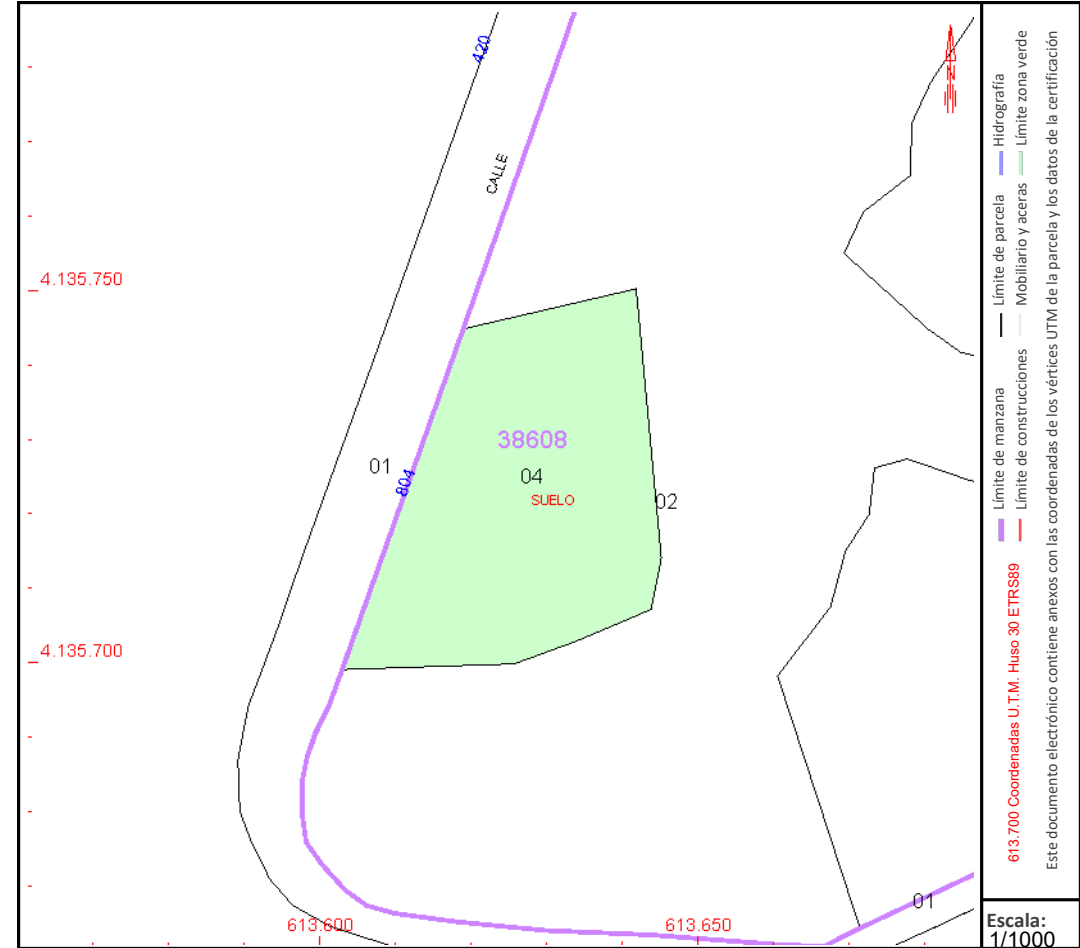 420
CALLE
4.135.750
38608
01
804
04
SUELO
02
4.135.700
613.600
613.650
01
N
Límite de manzana
Límite de parcela
Hidrografía
Límite de construcciones
Mobiliario y aceras
Límite zona verde
613.700 Coordenadas U.T.M. Huso 30 ETRS89
Este documento electrónico contiene anexos con las coordenadas de los vértices UTM de la parcela y los datos de la certificación
Escala:
1/1000